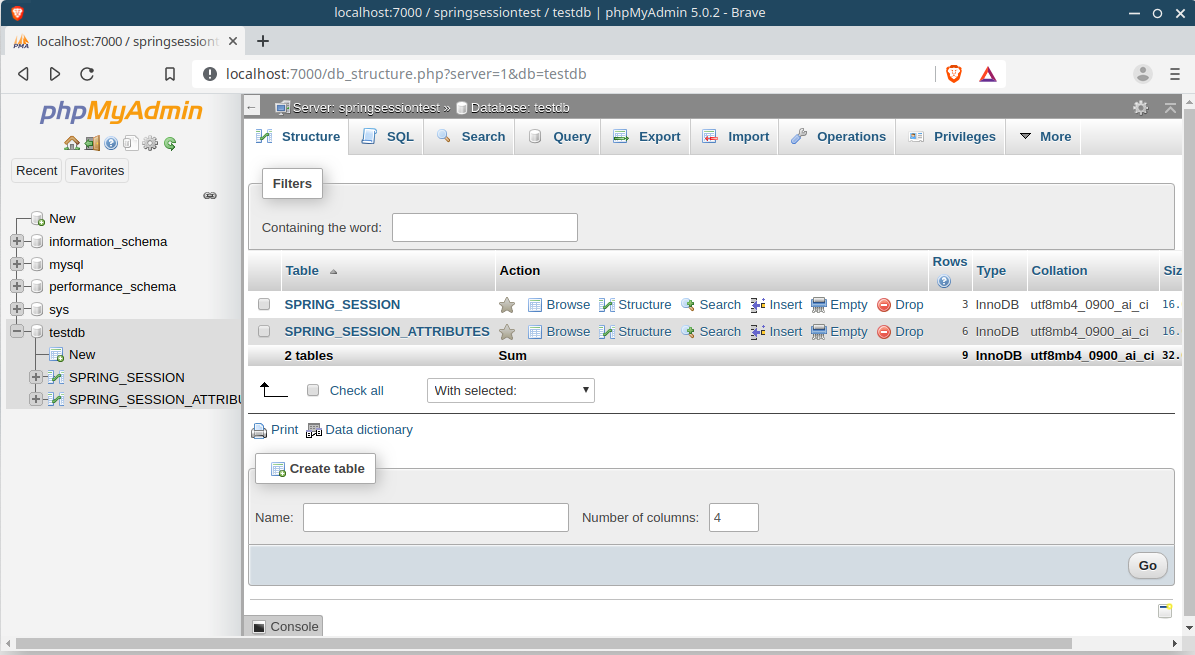 localhost:7000 / springsessiontest / testdb | phpMyAdmin 5.0.2 - Brave
PMA localhost:7000 / springsession
localhost:7000/db_structure.php?server=1&db=testdb
phpMyAdmin
Recent Favorites
New
information_schema
mysql
performance_schema
sys
testdb
New
SPRING_SESSION
SPRING_SESSION_ATTRIBU
Server: springsessiontest » Database: testdb
Structure SQL Search Query Export Import Operations Privileges More
Filters
Containing the word:
Table Action Rows Type Collation Siz
SPRING_SESSION Browse Structure Search Insert Empty Drop 3 InnoDB utf8mb4_0900_ai_ci 16.
SPRING_SESSION_ATTRIBUTES Browse Structure Search Insert Empty Drop 6 InnoDB utf8mb4_0900_ai_ci 16.
2 tables Sum 9 InnoDB utf8mb4_0900_ai_ci 32.
Check all With selected:
Print Data dictionary
Create table
Name: Number of columns: 4
Go
Console